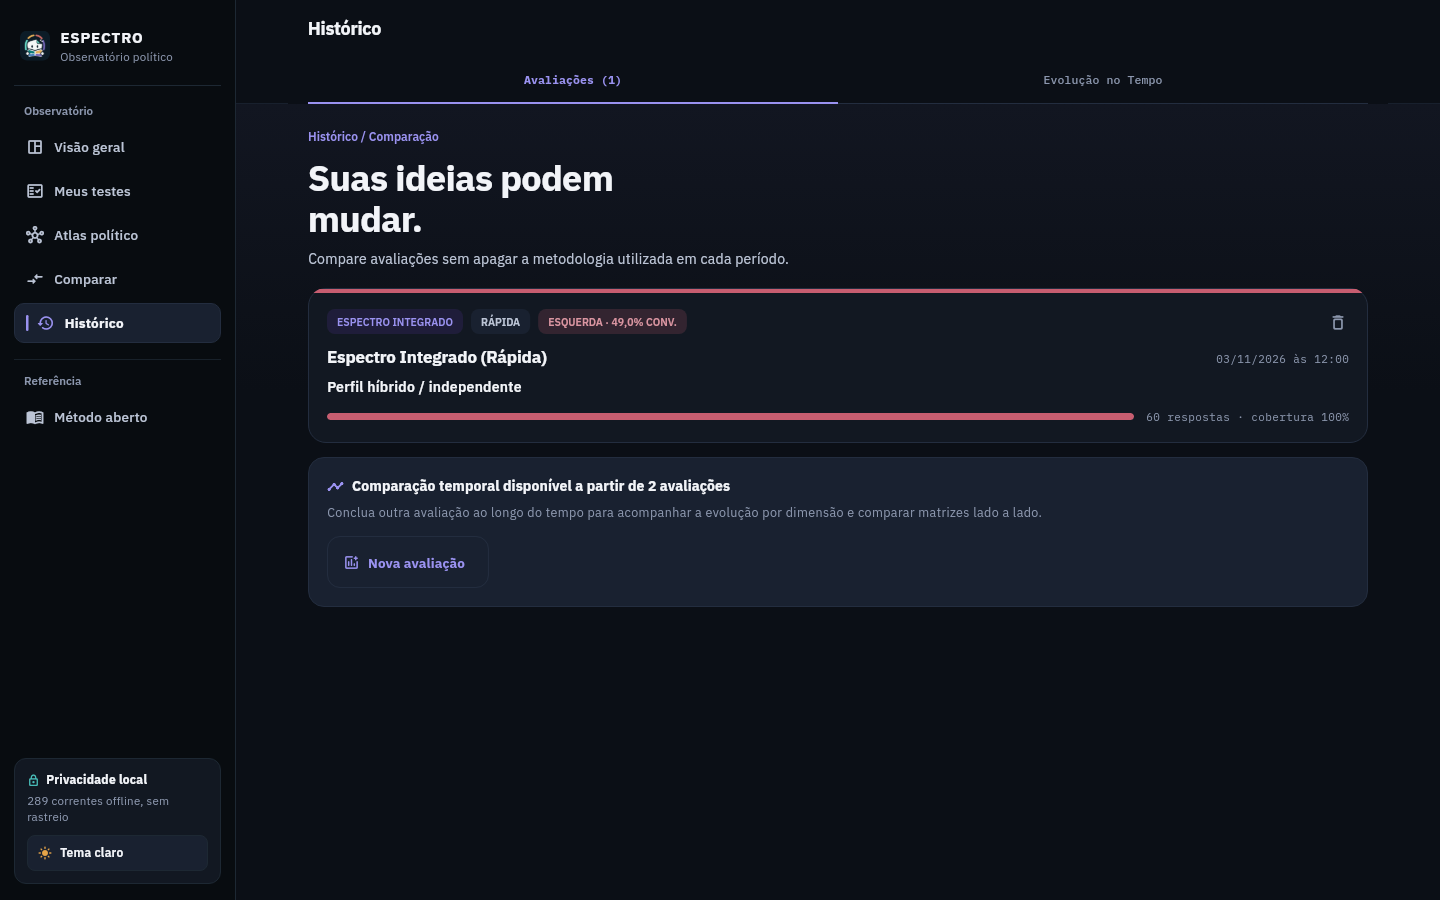 ESPECTRO
Observatório político
Observatório
Visão geral
Meus testes
Atlas político
Comparar
Histórico
Referência
Método aberto
Privacidade local
289 correntes offline, sem
rastreio
Tema claro
Histórico
Avaliações (1)
Evolução no Tempo
Histórico / Comparação
Suas ideias podem
mudar.
Compare avaliações sem apagar a metodologia utilizada em cada período.
ESPECTRO INTEGRADO
RÁPIDA
ESQUERDA · 49,0% CONV.
Espectro Integrado (Rápida)
03/11/2026 às 12:00
Perfil híbrido / independente
60 respostas · cobertura 100%
Comparação temporal disponível a partir de 2 avaliações
Conclua outra avaliação ao longo do tempo para acompanhar a evolução por dimensão e comparar matrizes lado a lado.
Nova avaliação